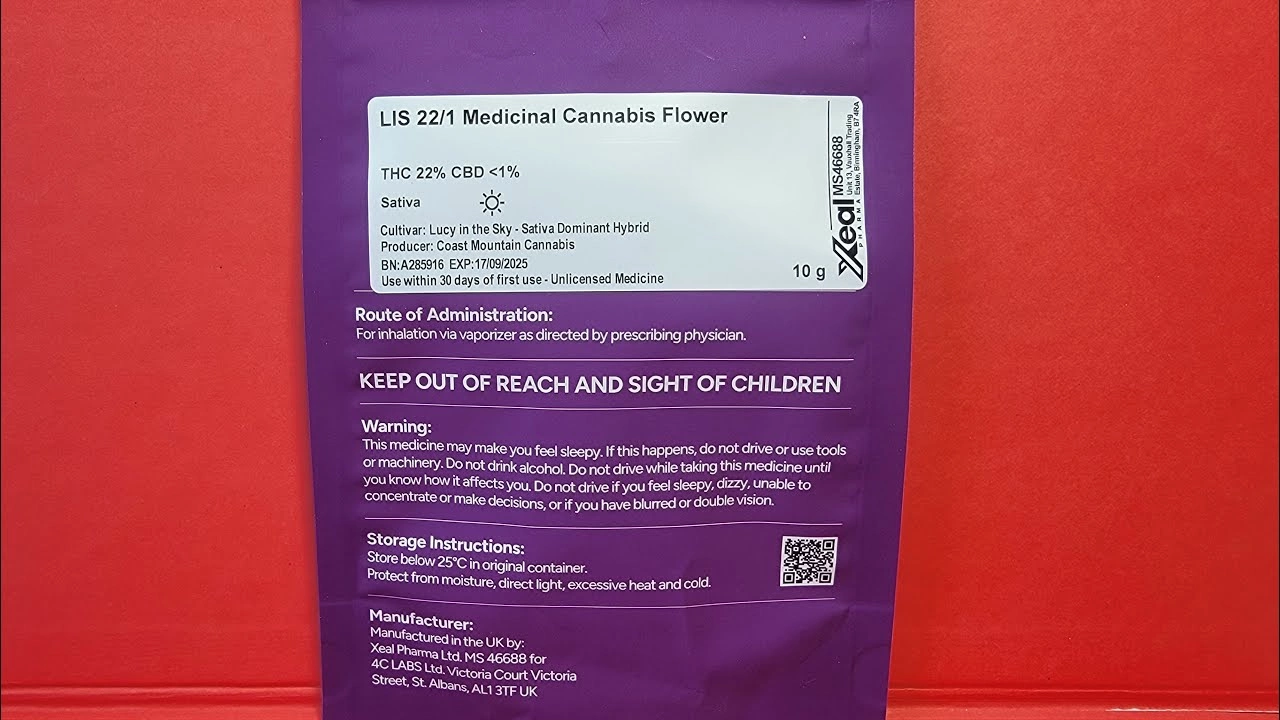 LIS 22/1 Medicinal Cannabis Flower
THC 22% CBD <1%
Sativa
Cultivar: Lucy in the Sky - Sativa Dominant Hybrid
Producer: Coast Mountain Cannabis
BN:A285916 EXP:17/09/2025
Use within 30 days of first use - Unlicensed Medicine
10 g
Xeal
PHARMA
MS46688
Unit 13, Vauxhall Trading
Estate, Birmingham, B7 4RA
Route of Administration:
For inhalation via vaporizer as directed by prescribing physician.
KEEP OUT OF REACH AND SIGHT OF CHILDREN
Warning:
This medicine may make you feel sleepy. If this happens, do not drive or use tools
or machinery. Do not drink alcohol. Do not drive while taking this medicine until
you know how it affects you. Do not drive if you feel sleepy, dizzy, unable to
concentrate or make decisions, or if you have blurred or double vision.
Storage Instructions:
Store below 25°C in original container.
Protect from moisture, direct light, excessive heat and cold.
Manufacturer:
Manufactured in the UK by:
Xeal Pharma Ltd. MS 46688 for
4C LABS Ltd. Victoria Court Victoria
Street, St. Albans, AL1 3TF UK